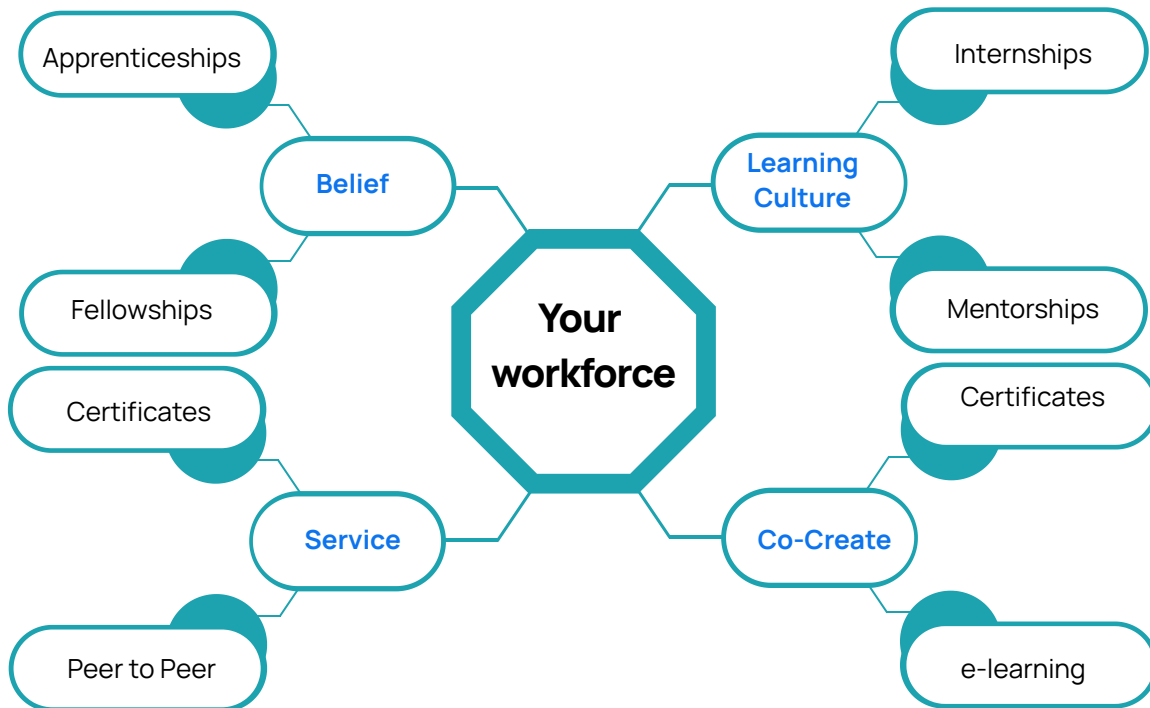 Apprenticeships
Internships
Belief
Learning
Culture
Fellowships
Mentorships
Your
workforce
Certificates
Certificates
Service
Co-Create
Peer to Peer
e-learning